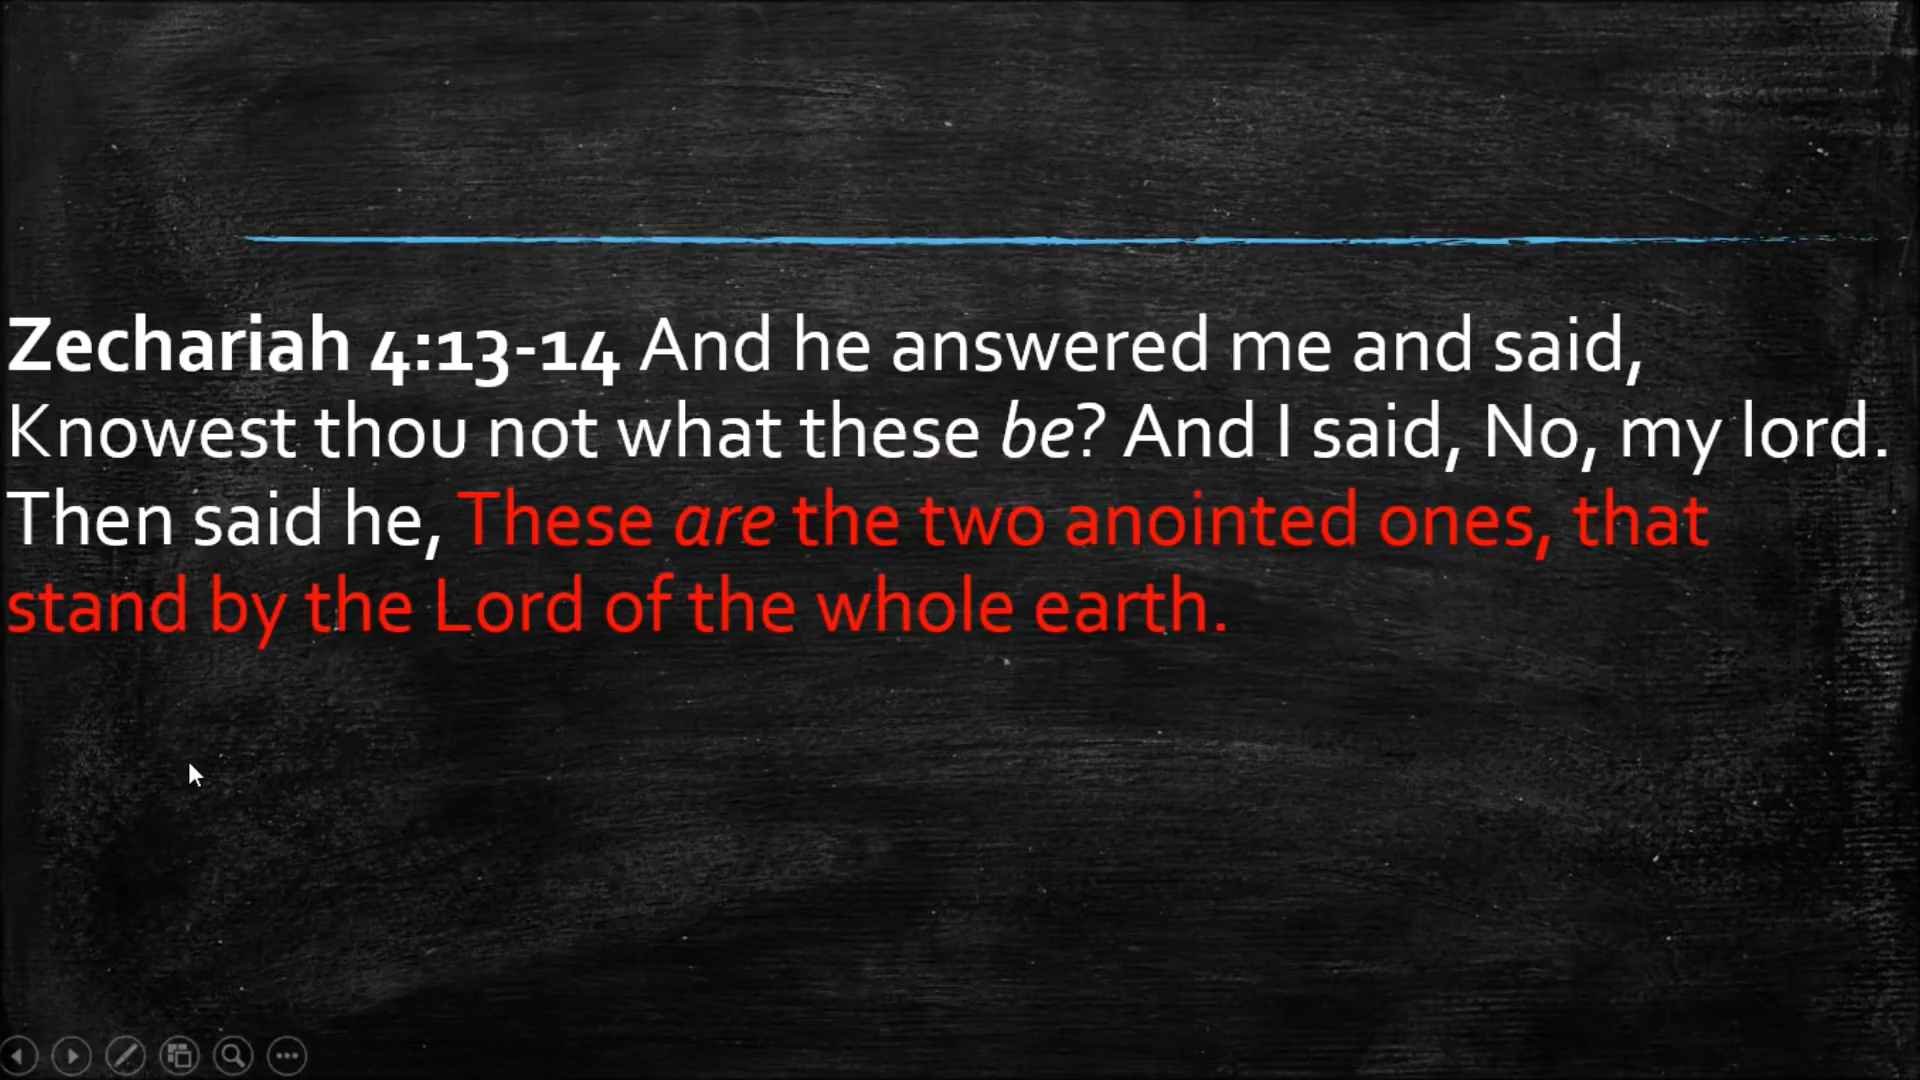 Zechariah 4:13-14 And he answered me and said,
Knowest thou not what these be? And I said, No, my lord.
Then said he, These are the two anointed ones, that
stand by the Lord of the whole earth.